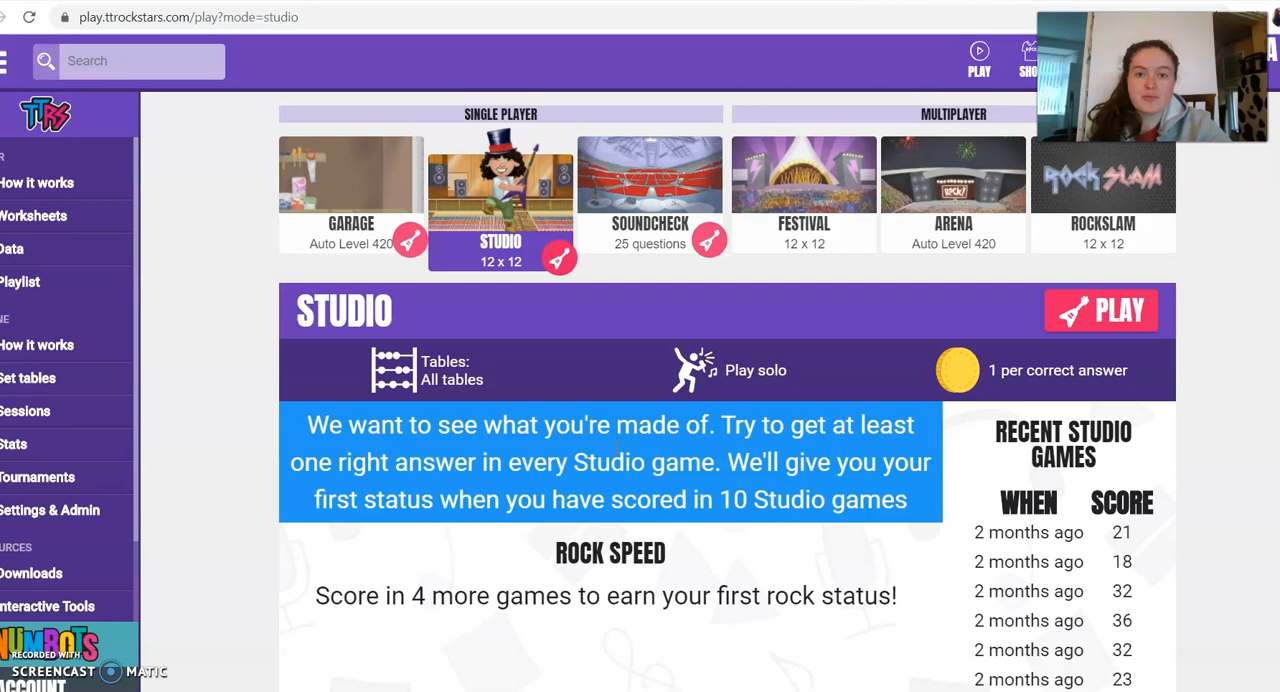 play.ttrockstars.com/play?mode=studio
Search
PLAY
SHO
TTRS
SINGLE PLAYER
MULTIPLAYER
GARAGE
Auto Level 420
STUDIO
12 x 12
SOUNDCHECK
25 questions
FESTIVAL
12 x 12
ROCK!
ARENA
Auto Level 420
ROCK SLAM
ROCKSLAM
12 x 12
R
How it works
Worksheets
Data
Playlist
NE
How it works
Set tables
Sessions
Stats
Tournaments
Settings & Admin
URCES
Downloads
nteractive Tools
NUMBOTS
ACCOUNT
STUDIO
PLAY
Tables:
All tables
Play solo
1 per correct answer
We want to see what you're made of. Try to get at least
one right answer in every Studio game. We'll give you your
first status when you have scored in 10 Studio games
ROCK SPEED
Score in 4 more games to earn your first rock status!
RECENT STUDIO
GAMES
WHEN SCORE
2 months ago 21
2 months ago 18
2 months ago 32
2 months ago 36
2 months ago 32
2 months ago 23
RECORDED WITH
SCREENCAST MATIC